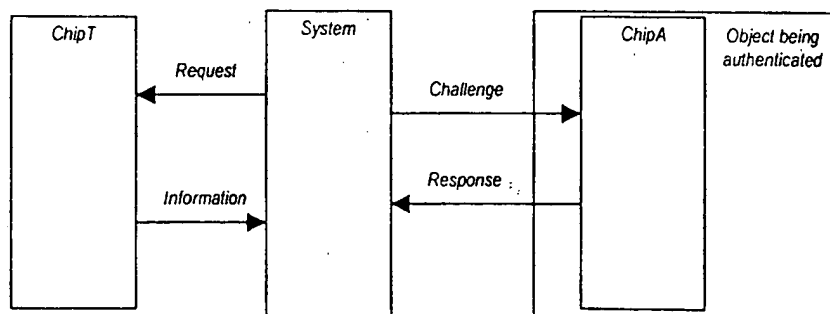 ChipT
System
ChipA
Object being
authenticated
Request
Challenge
Information
Response